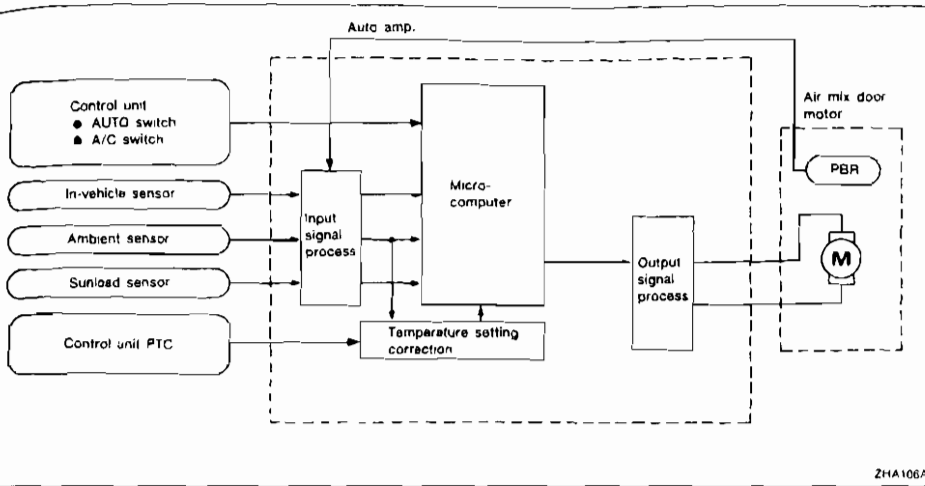 Auto amp.
Control unit
● AUTO switch
● A/C switch
In-vehicle sensor
Ambient sensor
Sunload sensor
Control unit PTC
Input
signal
process
Micro-
computer
Temperature setting
correction
Output
signal
process
Air mix door
motor
PBR
M
ZHA106A